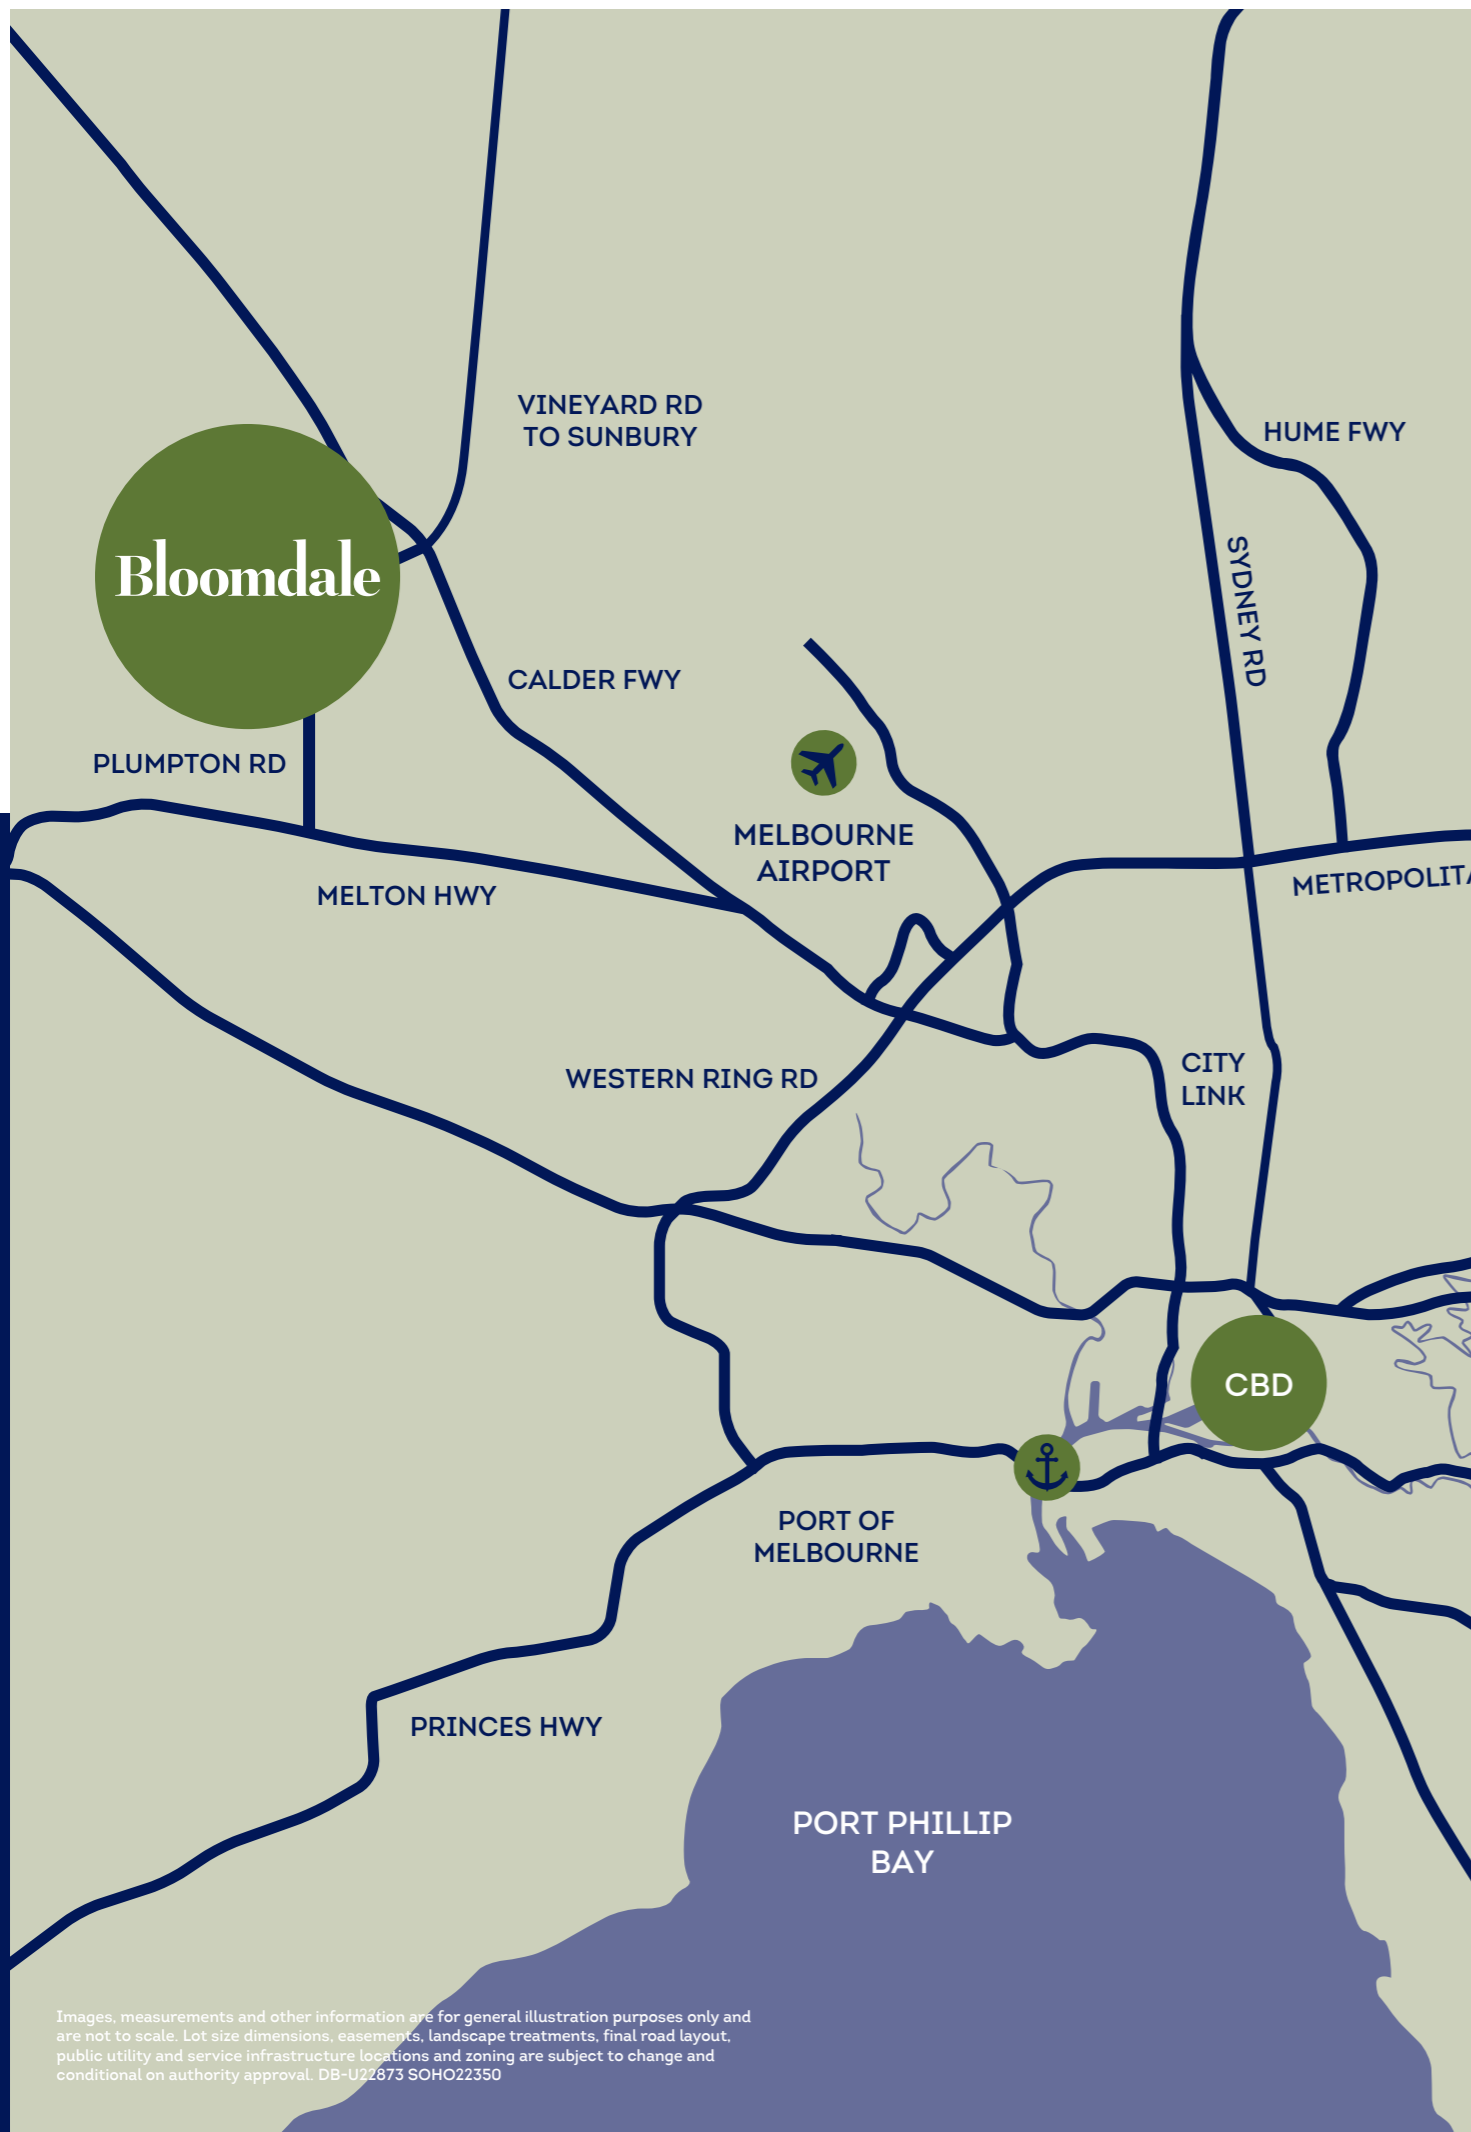 VINEYARD RD
TO SUNBURY
HUME FWY
SYDNEY RD
Bloomdale
CALDER FWY
PLUMPTON RD
MELBOURNE
AIRPORT
MELTON HWY
CITY
LINK
WESTERN RING RD
CBD
PORT OF
MELBOURNE
PRINCES HWY
PORT PHILLIP
BAY
Images, measurements and other information are for general illustration purposes only and
are not to scale. Lot size dimensions, easements, landscape treatments, final road layout,
public utility and service infrastructure locations and zoning are subject to change and
conditional on authority approval. DB-U22873 SOHO22350